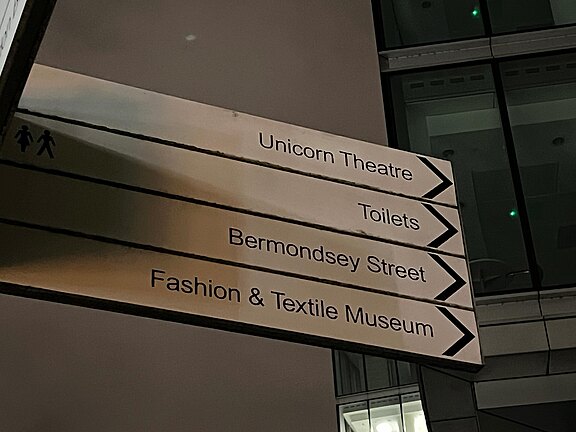 Unicorn Theatre
Toilets
Bermondsey Street
Fashion & Textile Museum